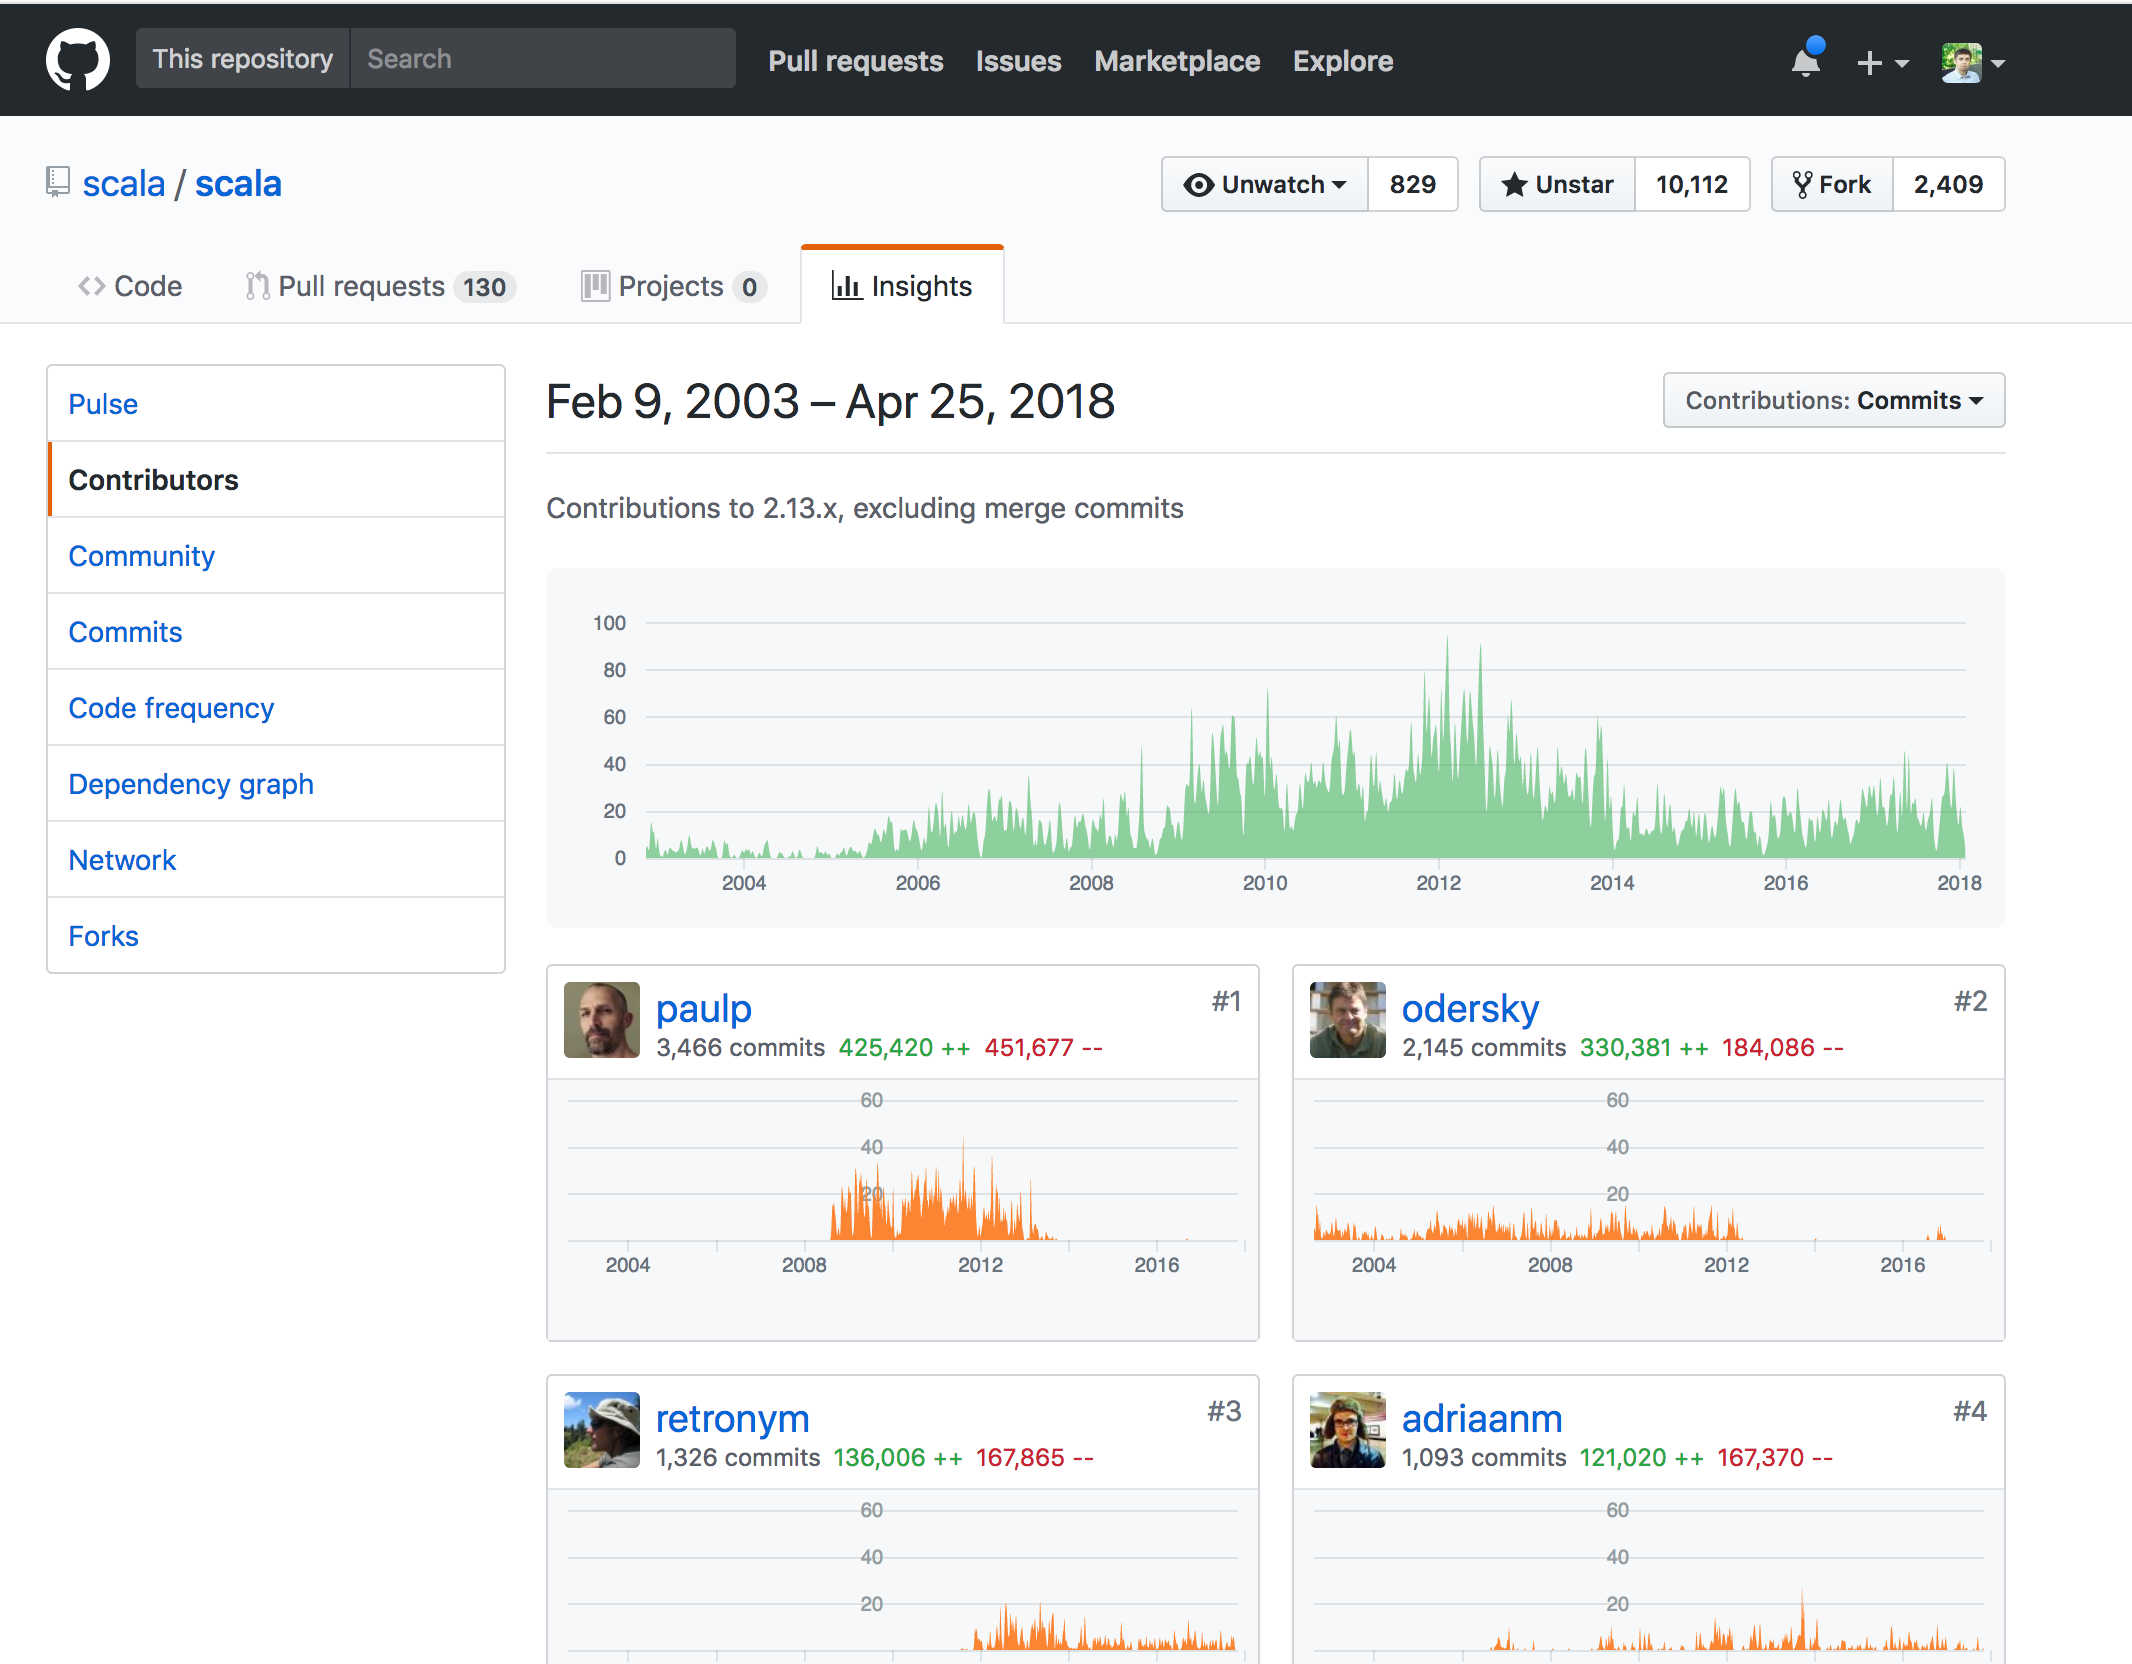 This repository Search Pull requests Issues Marketplace Explore
scala / scala Unwatch 829 Unstar 10,112 Fork 2,409
Code Pull requests 130 Projects 0 Insights
Pulse
Contributors
Community
Commits
Code frequency
Dependency graph
Network
Forks
Feb 9, 2003 – Apr 25, 2018 Contributions: Commits
Contributions to 2.13.x, excluding merge commits
100
80
60
40
20
0
2004 2006 2008 2010 2012 2014 2016 2018
paulp #1
3,466 commits 425,420 ++ 451,677 --
60
40
20
2004 2008 2012 2016
odersky #2
2,145 commits 330,381 ++ 184,086 --
60
40
20
2004 2008 2012 2016
retronym #3
1,326 commits 136,006 ++ 167,865 --
60
40
20
adriaanm #4
1,093 commits 121,020 ++ 167,370 --
60
40
20